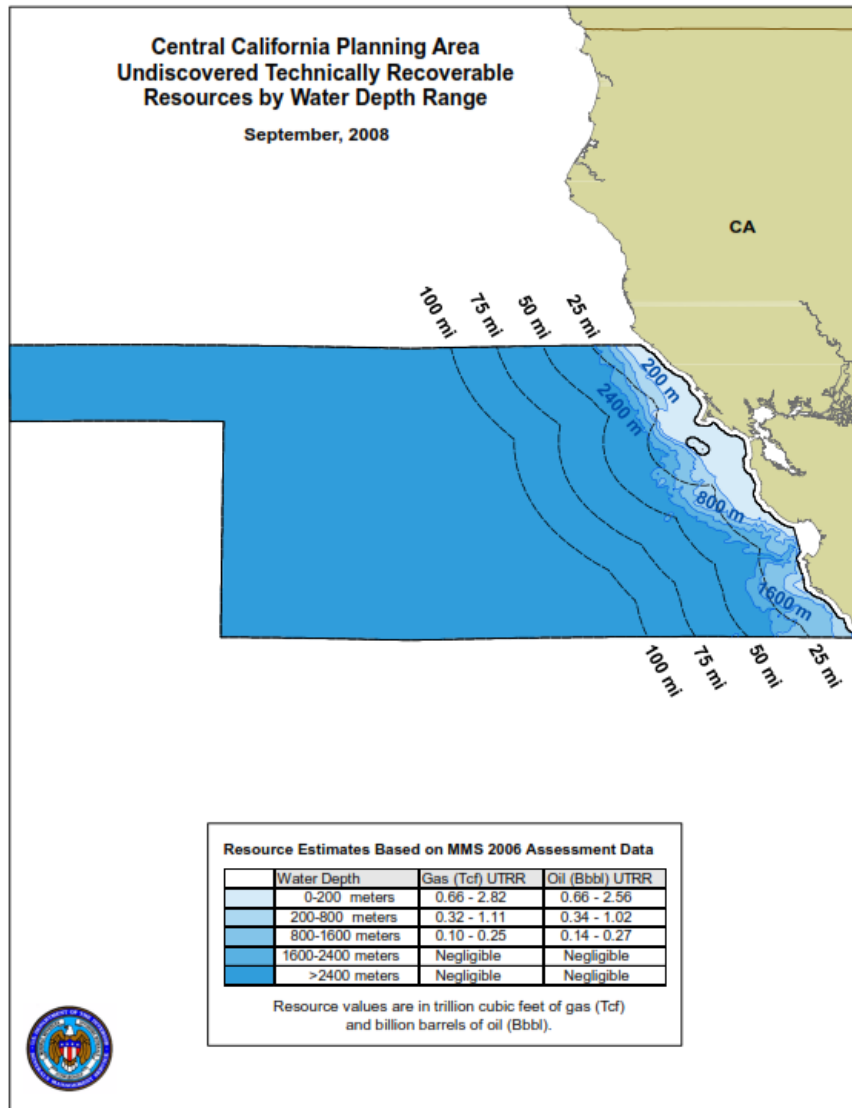 Central California Planning Area
Undiscovered Technically Recoverable
Resources by Water Depth Range
September, 2008
CA
100 mi
75 mi
50 mi
25 mi
200 m
2400 m
800 m
1600 m
100 mi
75 mi
50 mi
25 mi
Resource Estimates Based on MMS 2006 Assessment Data
Water Depth Gas (Tcf) UTRR Oil (Bbbl) UTRR
0-200 meters 0.66 - 2.82 0.66 - 2.56
200-800 meters 0.32 - 1.11 0.34 - 1.02
800-1600 meters 0.10 - 0.25 0.14 - 0.27
1600-2400 meters Negligible Negligible
>2400 meters Negligible Negligible
Resource values are in trillion cubic feet of gas (Tcf)
and billion barrels of oil (Bbbl).